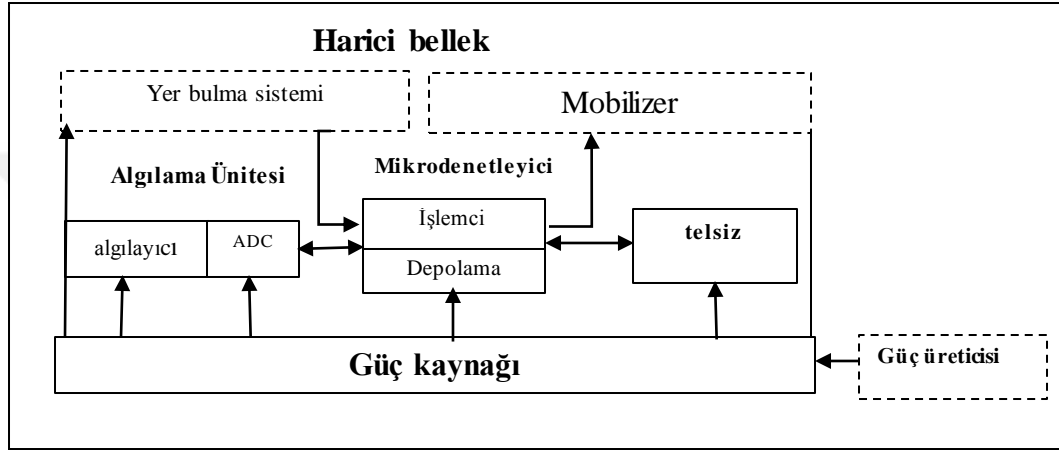 Harici bellek
Yer bulma sistemi
Mobilizer
Algılama Ünitesi
Mikrodenetleyici
algılayıcı
ADC
İşlemci
Depolama
telsiz
Güç kaynağı
Güç üreticisi